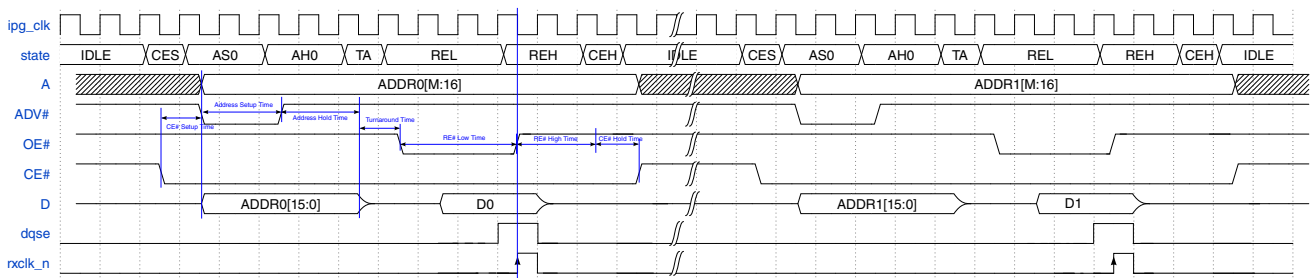 ipg_clk
state IDLE CES AS0 AH0 TA REL REH CEH IDLE CES AS0 AH0 TA REL REH CEH IDLE
A ADDR0[M:16] ADDR1[M:16]
ADV# Address Setup Time Address Hold Time Turnaround Time
CE# Setup Time
OE# RE# Low Time RE# High Time CE# Hold Time
CE#
D ADDR0[15:0] D0 ADDR1[15:0] D1
dqse
rxclk_n